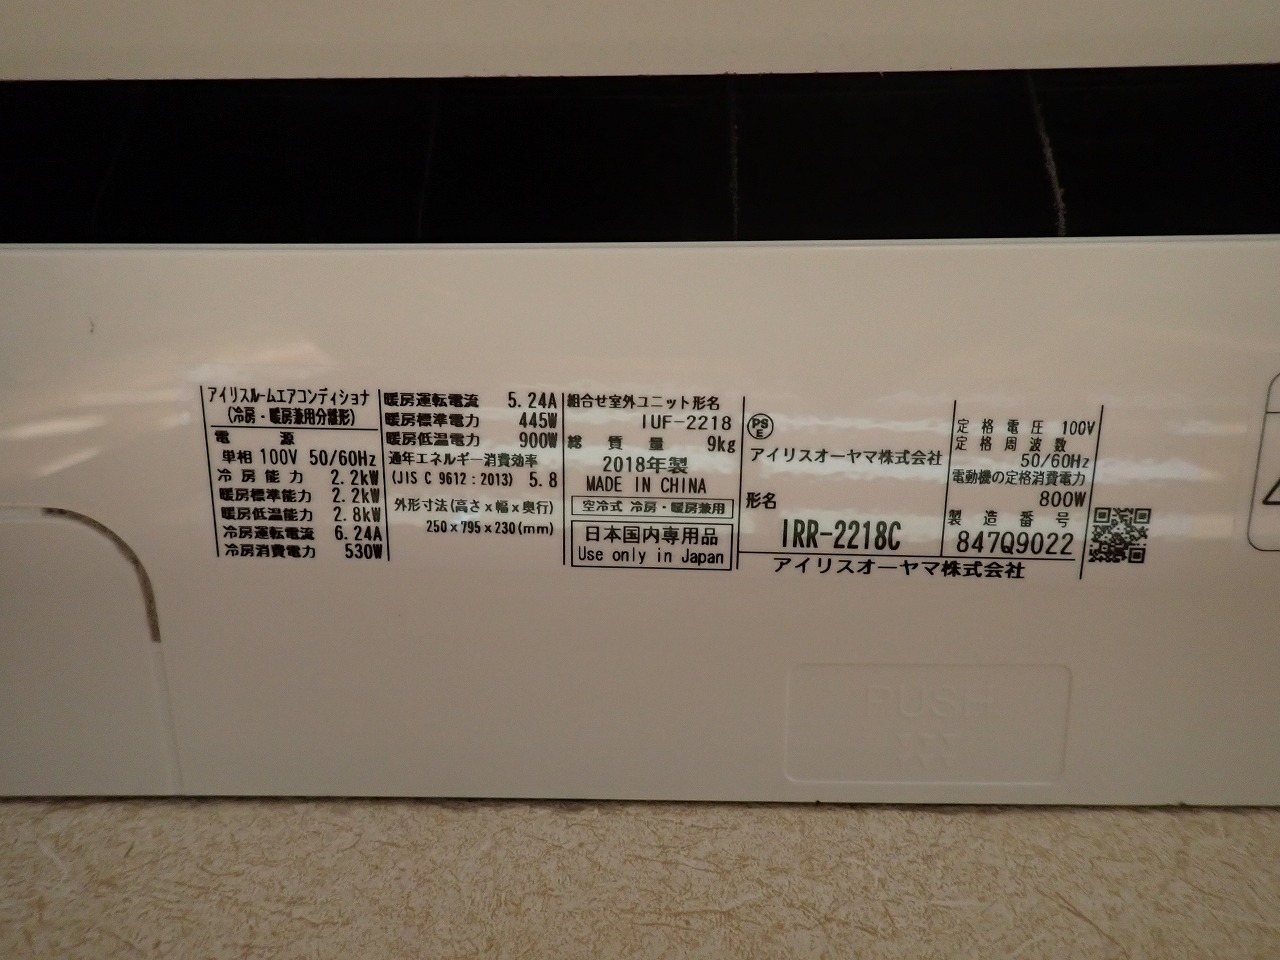 アイリスルームエアコンディショナ
(冷房・暖房兼用分離形)
電源
単相 100V 50/60Hz
冷房能力 2.2kW
暖房標準能力 2.2kW
暖房低温能力 2.8kW
冷房運転電流 6.24A
冷房消費電力 530W
暖房運転電流 5.24A
暖房標準電力 445W
暖房低温電力 900W
通年エネルギー消費効率
(JIS C 9612:2013) 5.8
外形寸法(高さx幅x奥行)
250x795x230(mm)
組合せ室外ユニット形名
IUF-2218
総質量 9kg
2018年製
MADE IN CHINA
空冷式 冷房・暖房兼用
日本国内専用品
Use only in Japan
PS
E
アイリスオーヤマ株式会社
形名
IRR-2218C
定格電圧 100V
定格周波数
50/60Hz
電動機の定格消費電力
800W
製造番号
847Q9022
アイリスオーヤマ株式会社
PUSH